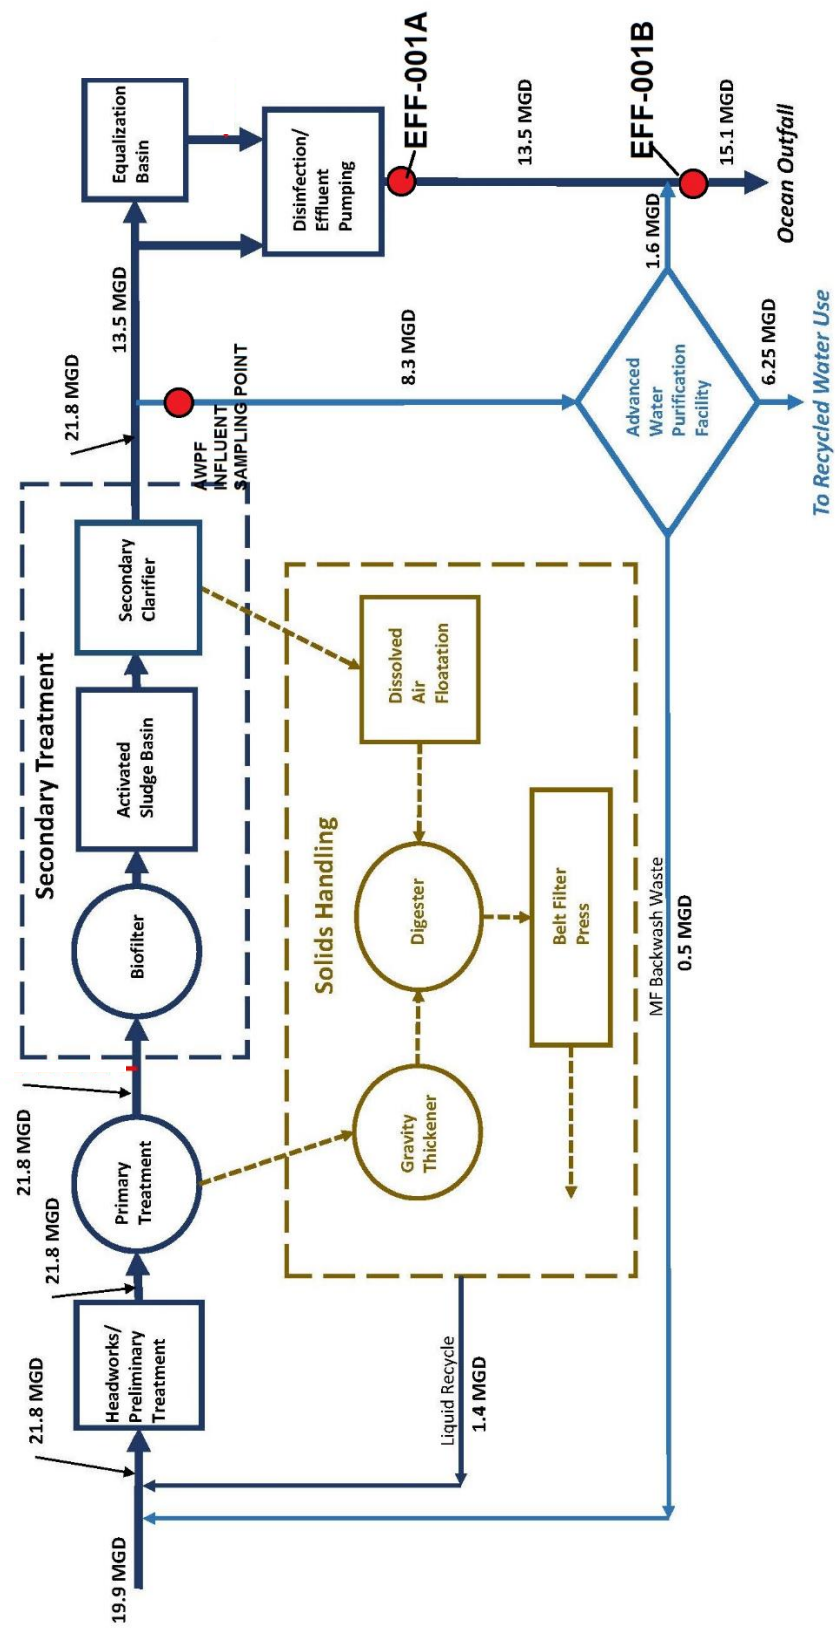 19.9 MGD
21.8 MGD
Headworks/
Preliminary
Treatment
21.8 MGD
Primary
Treatment
21.8 MGD
Secondary Treatment
Biofilter
Activated
Sludge Basin
Secondary
Clarifier
21.8 MGD
13.5 MGD
Equalization
Basin
Disinfection/
Effluent
Pumping
EFF-001A
13.5 MGD
EFF-001B
15.1 MGD
Ocean Outfall
AWPF
INFLUENT
SAMPLING POINT
8.3 MGD
1.6 MGD
Advanced
Water
Purification
Facility
6.25 MGD
To Recycled Water Use
Solids Handling
Gravity
Thickener
Digester
Dissolved
Air
Floatation
Belt Filter
Press
Liquid Recycle
1.4 MGD
MF Backwash Waste
0.5 MGD